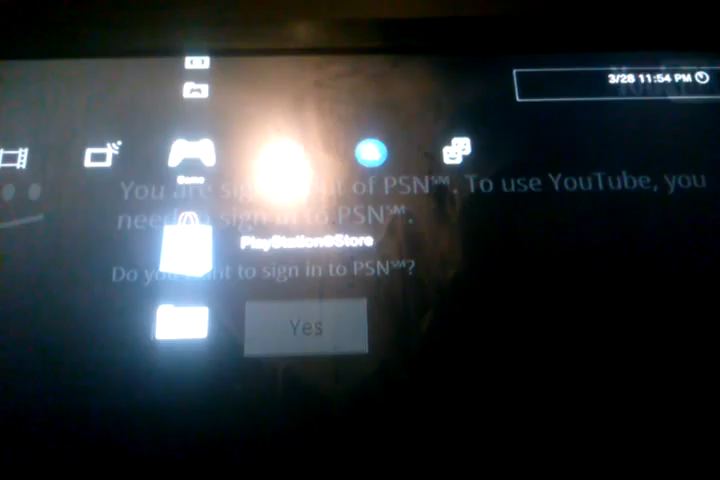 3/28 11:54 PM
Game
You are signed out of PSN℠. To use YouTube, you
need to sign in to PSN℠.
PlayStation®Store
Do you want to sign in to PSN℠?
Yes